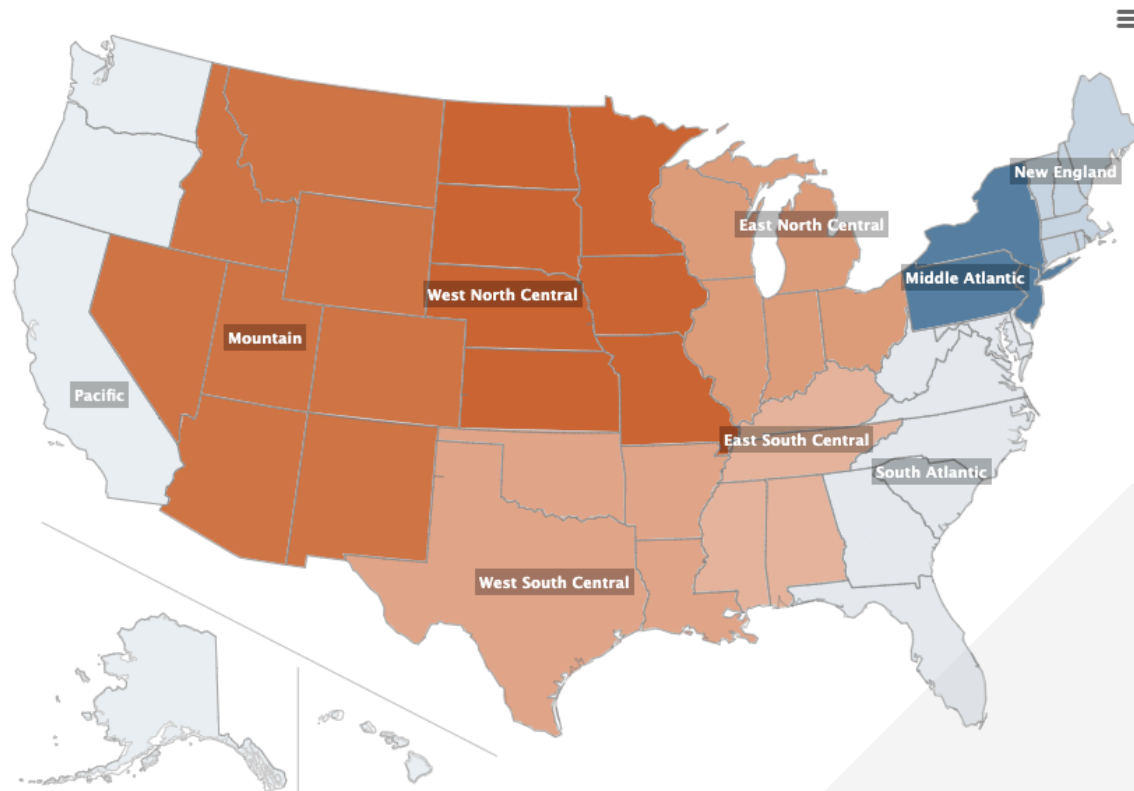 New England
East North Central
Middle Atlantic
West North Central
Mountain
Pacific
East South Central
South Atlantic
West South Central